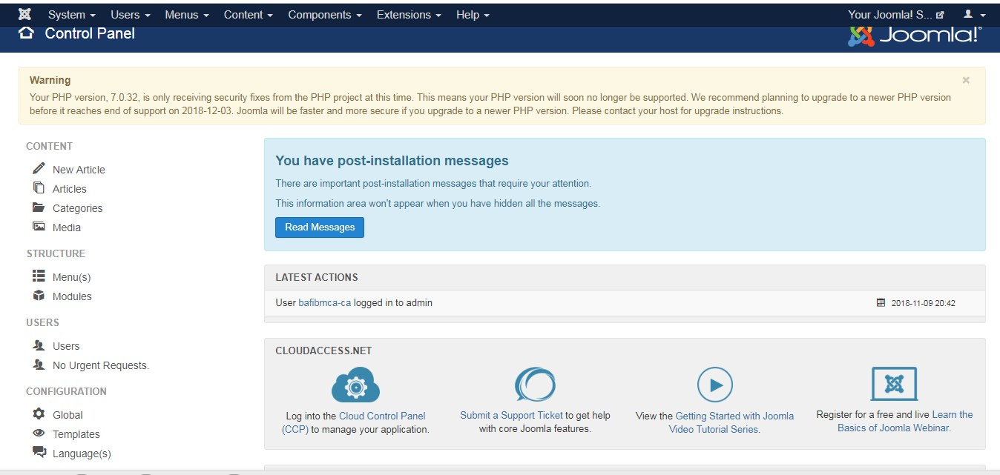 System Users Menus Content Components Extensions Help Your Joomla! S...
Control Panel Joomla!®
Warning
Your PHP version, 7.0.32, is only receiving security fixes from the PHP project at this time. This means your PHP version will soon no longer be supported. We recommend planning to upgrade to a newer PHP version
before it reaches end of support on 2018-12-03. Joomla will be faster and more secure if you upgrade to a newer PHP version. Please contact your host for upgrade instructions.
CONTENT
New Article
Articles
Categories
Media
STRUCTURE
Menu(s)
Modules
USERS
Users
No Urgent Requests.
CONFIGURATION
Global
Templates
Language(s)
You have post-installation messages
There are important post-installation messages that require your attention.
This information area won't appear when you have hidden all the messages.
Read Messages
LATEST ACTIONS
User bafibmca-ca logged in to admin 2018-11-09 20:42
CLOUDACCESS.NET
Log into the Cloud Control Panel
(CCP) to manage your application.
Submit a Support Ticket to get help
with core Joomla features.
View the Getting Started with Joomla
Video Tutorial Series.
Register for a free and live Learn the
Basics of Joomla Webinar.